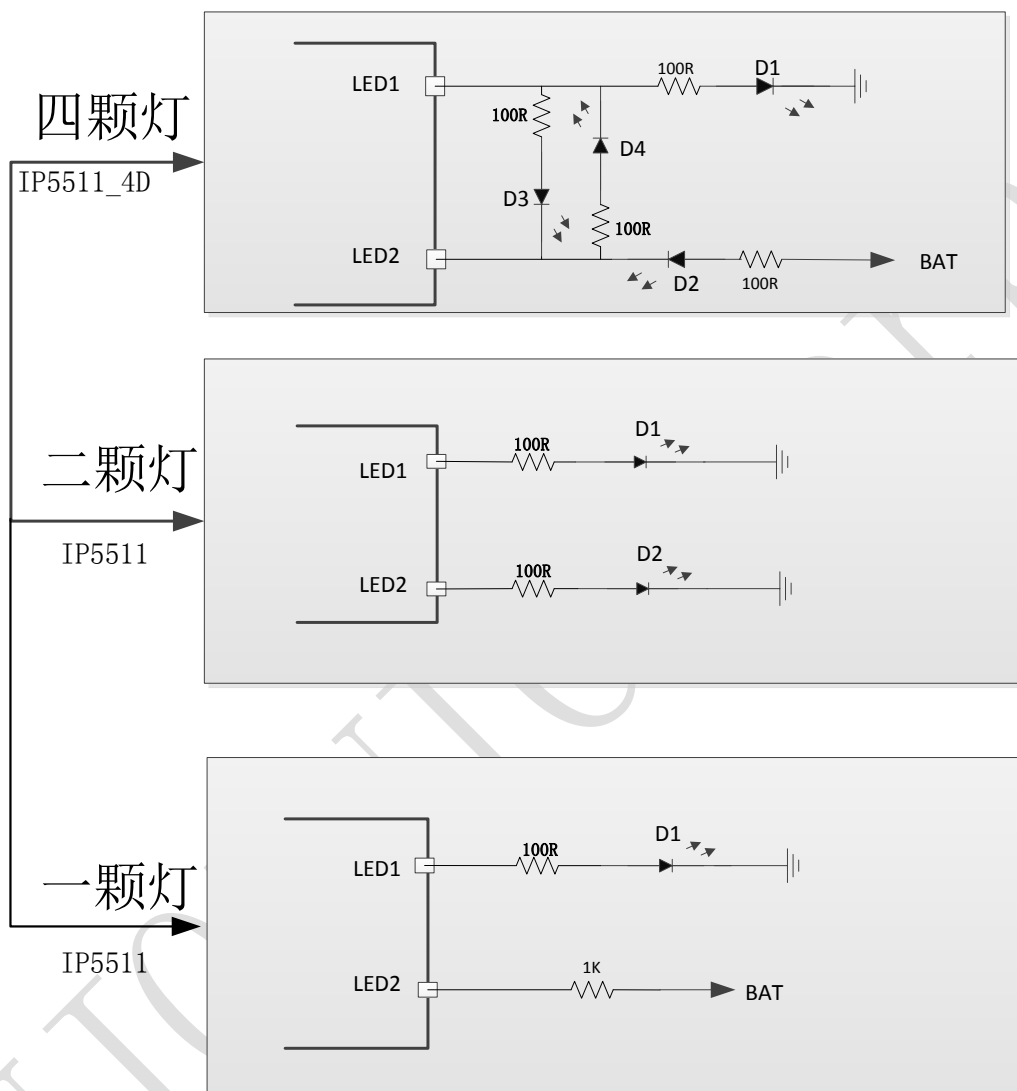 四颗灯
IP5511_4D
LED1
100R
D1
100R
D4
D3
100R
LED2
D2
100R
BAT
二颗灯
IP5511
LED1
100R
D1
LED2
100R
D2
一颗灯
IP5511
LED1
100R
D1
LED2
1K
BAT